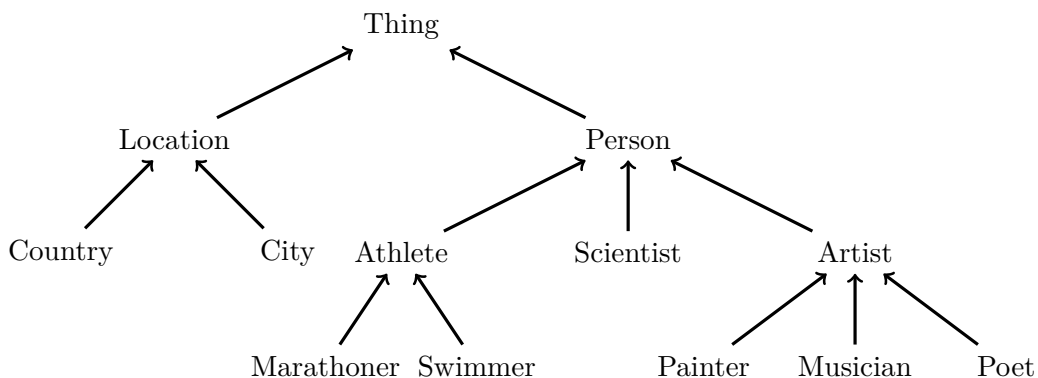 Thing
Location Person
Country City Athlete Scientist Artist
Marathoner Swimmer Painter Musician Poet